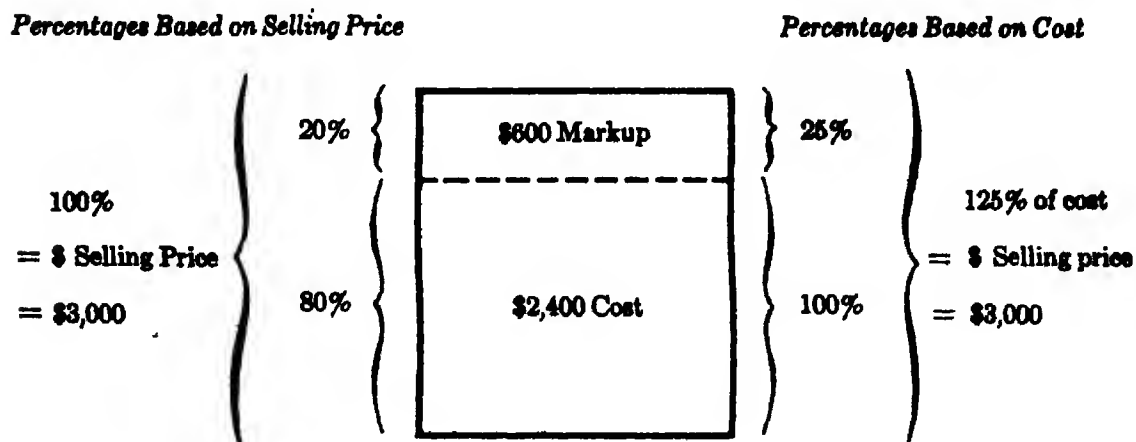 Percentages Based on Selling Price
Percentages Based on Cost
20%
$600 Markup
25%
100%
= $ Selling Price
= $3,000
80%
$2,400 Cost
100%
125% of cost
= $ Selling price
= $3,000